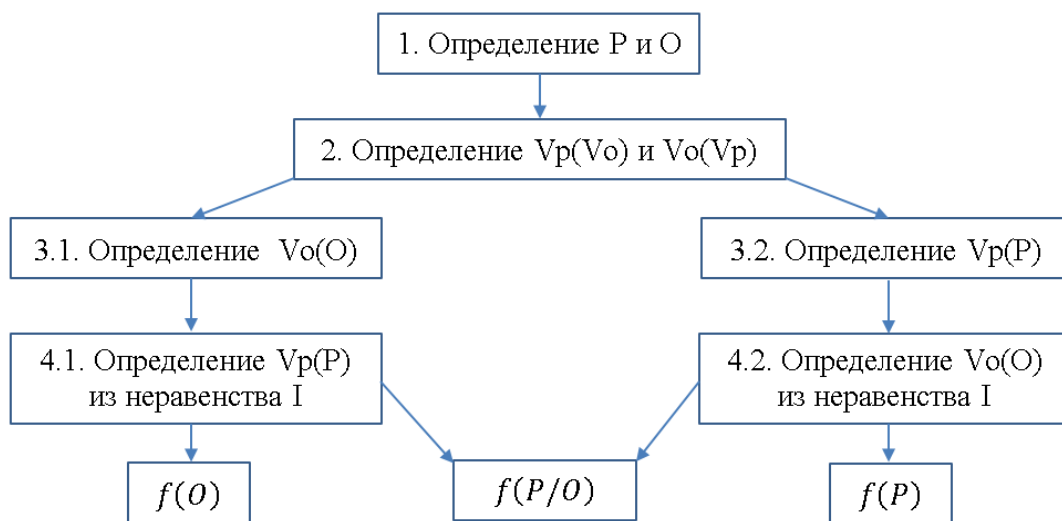 1. Определение P и O
2. Определение Vp(Vo) и Vo(Vp)
3.1. Определение Vo(O)
3.2. Определение Vp(P)
4.1. Определение Vp(P)
из неравенства I
4.2. Определение Vo(O)
из неравенства I
f(O)
f(P/O)
f(P)